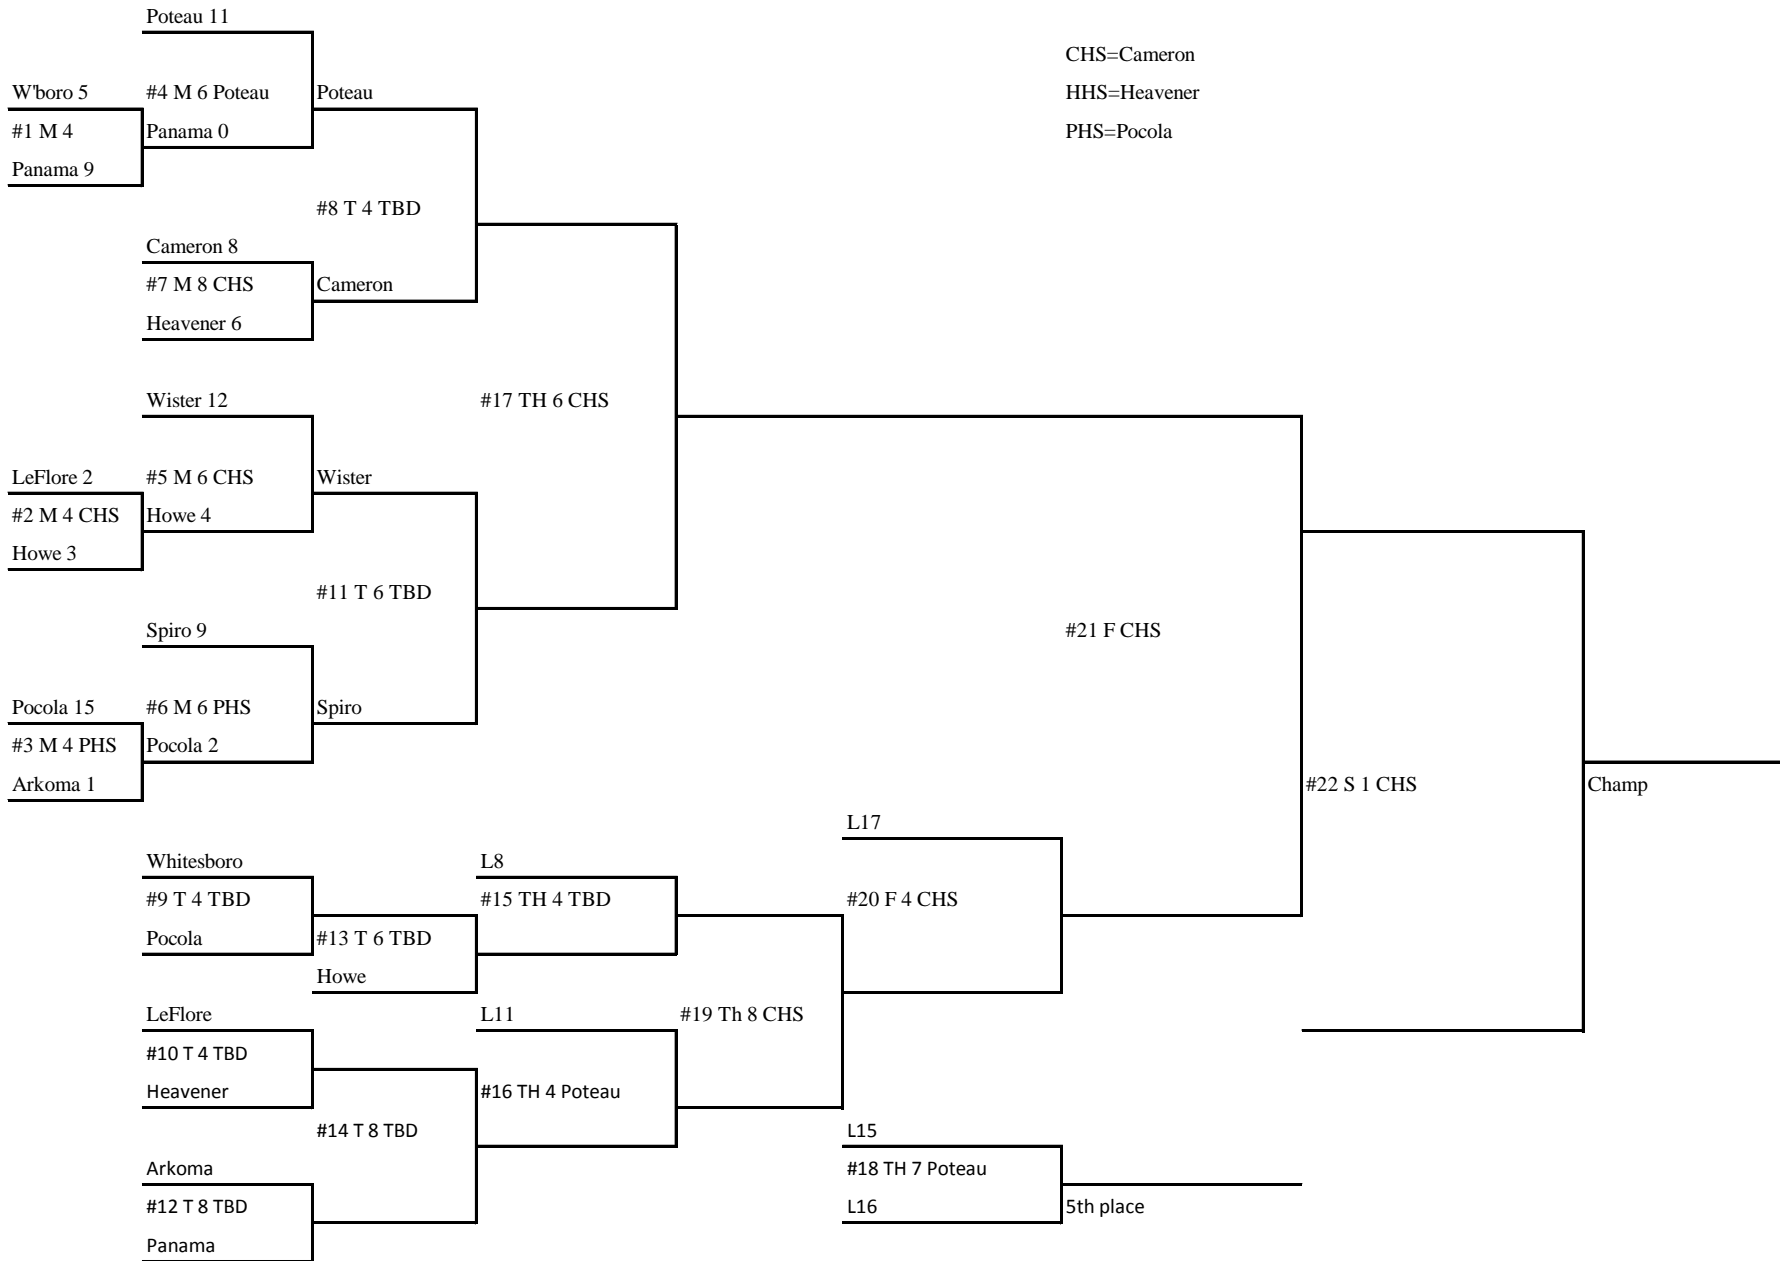 Poteau 11
CHS=Cameron
W'boro 5
#4 M 6 Poteau
Poteau
HHS=Heavener
#1 M 4
Panama 0
PHS=Pocola
Panama 9
#8 T 4 TBD
Cameron 8
#7 M 8 CHS
Cameron
Heavener 6
Wister 12
#17 TH 6 CHS
LeFlore 2
#5 M 6 CHS
Wister
#2 M 4 CHS
Howe 4
Howe 3
#11 T 6 TBD
Spiro 9
#21 F CHS
Pocola 15
#6 M 6 PHS
Spiro
#3 M 4 PHS
Pocola 2
Arkoma 1
#22 S 1 CHS
Champ
L17
Whitesboro
L8
#9 T 4 TBD
#15 TH 4 TBD
#20 F 4 CHS
Pocola
#13 T 6 TBD
Howe
LeFlore
L11
#19 Th 8 CHS
#10 T 4 TBD
Heavener
#16 TH 4 Poteau
#14 T 8 TBD
L15
Arkoma
#18 TH 7 Poteau
#12 T 8 TBD
L16
5th place
Panama